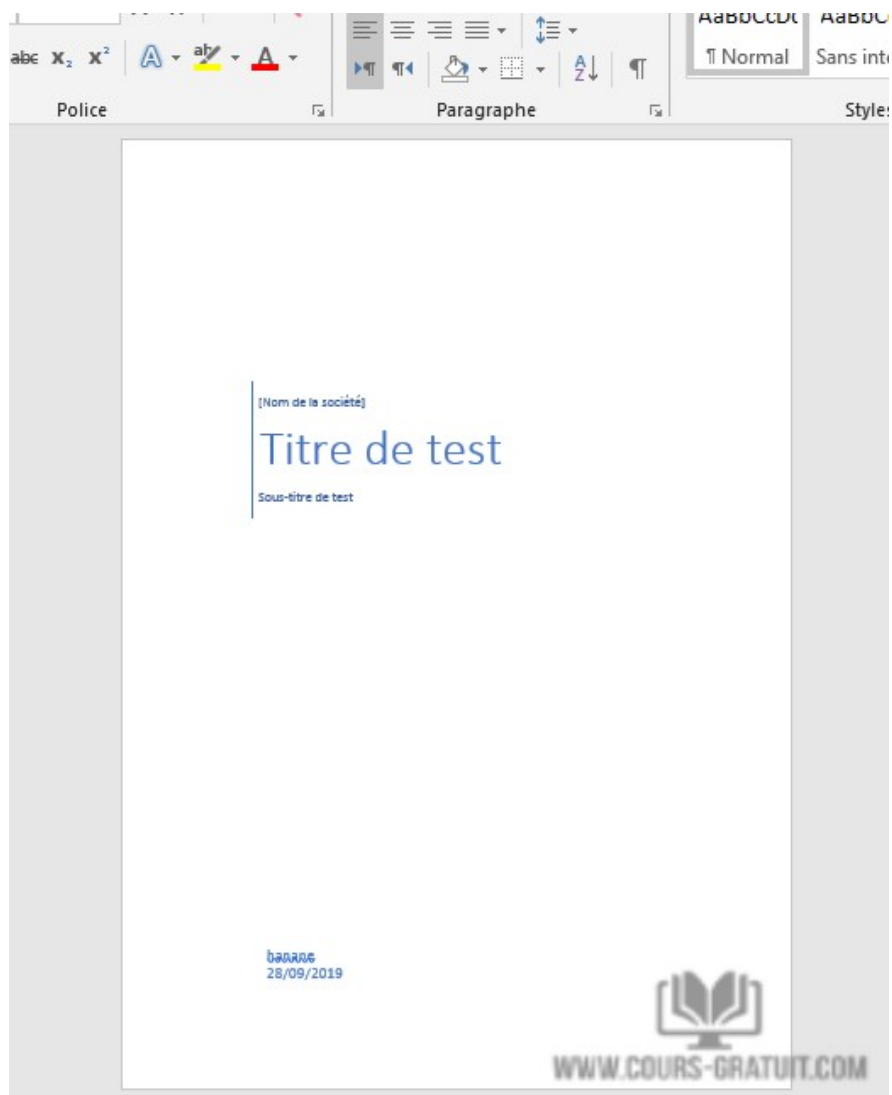 abc X₂ X² A aby A
A Z ¶
AaBbCcDc AaBbC
¶ Normal Sans inte
Police Paragraphe Styles
[Nom de la société]
Titre de test
Sous-titre de test
banane
28/09/2019
WWW.COURS-GRATUIT.COM